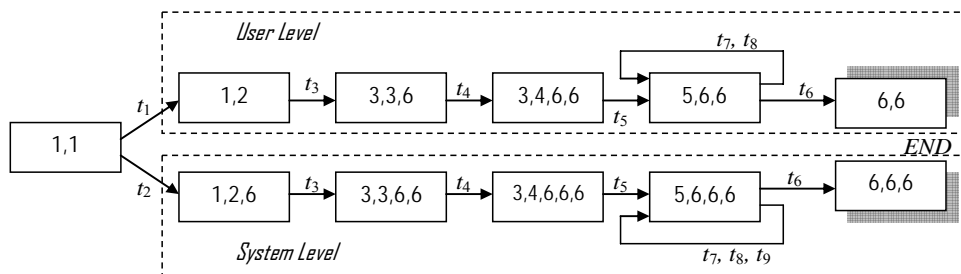 User Level
t7, t8
1,2
t3
3,3,6
t4
3,4,6,6
t5
5,6,6
t6
6,6
t1
1,1
END
t2
1,2,6
t3
3,3,6,6
t4
3,4,6,6,6
t5
5,6,6,6
t6
6,6,6
t7, t8, t9
System Level